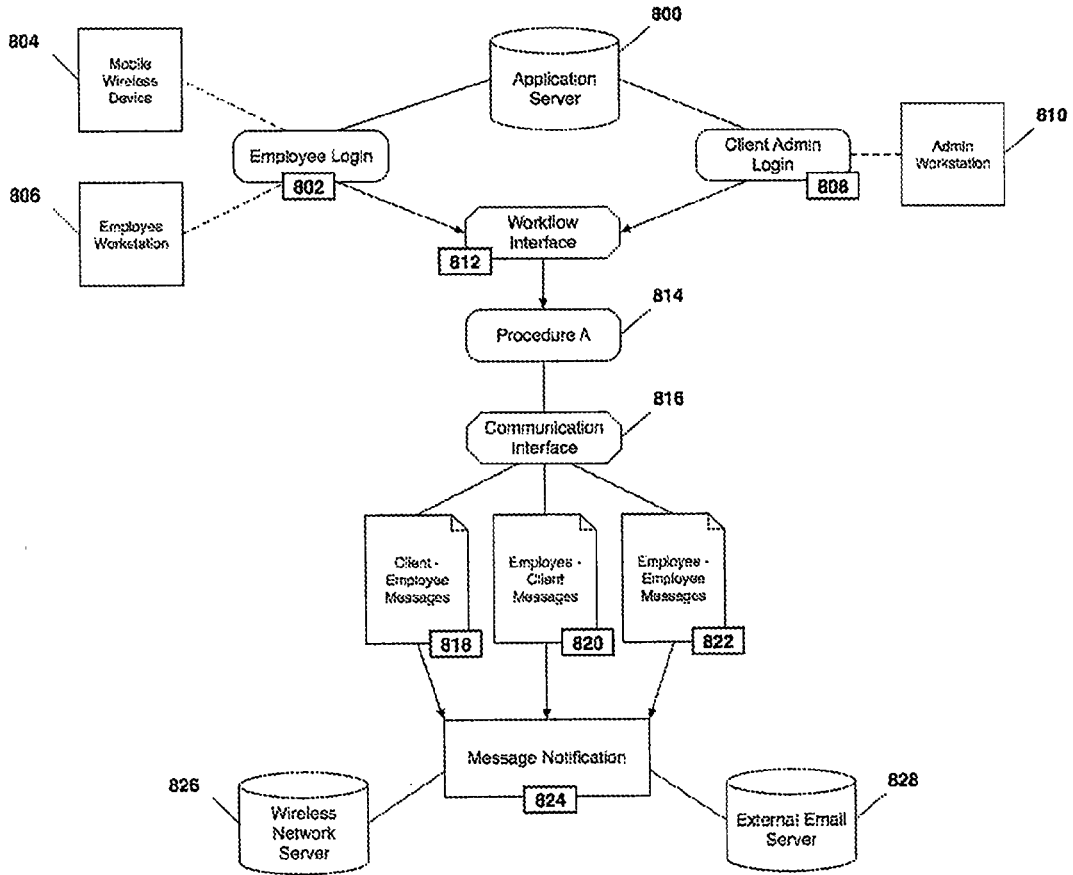 800
804
Mobile
Wireless
Device
Application
Server
810
Employee Login
802
Client Admin
Login
808
Admin
Workstation
806
Employee
Workstation
Workflow
Interface
812
814
Procedure A
816
Communication
Interface
Client -
Employee
Messages
818
Employee -
Client
Messages
820
Employee -
Employee
Messages
822
Message Notification
824
826
Wireless
Network
Server
828
External Email
Server